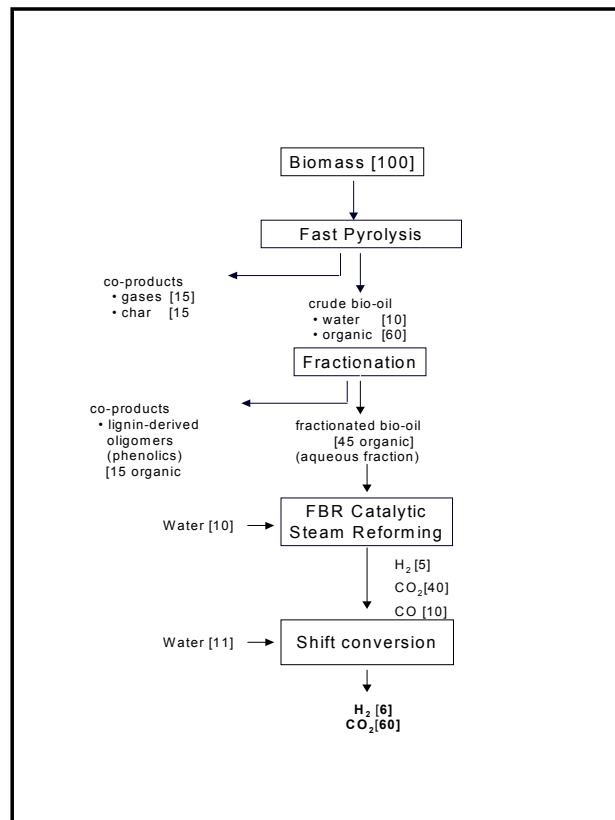 Biomass [100]
Fast Pyrolysis
co-products
• gases [15]
• char [15
crude bio-oil
• water [10]
• organic [60]
Fractionation
co-products
• lignin-derived
oligomers
(phenolics)
[15 organic
fractionated bio-oil
[45 organic]
(aqueous fraction)
Water [10]
FBR Catalytic
Steam Reforming
H₂ [5]
CO₂[40]
CO [10]
Water [11]
Shift conversion
H₂ [6]
CO₂[60]